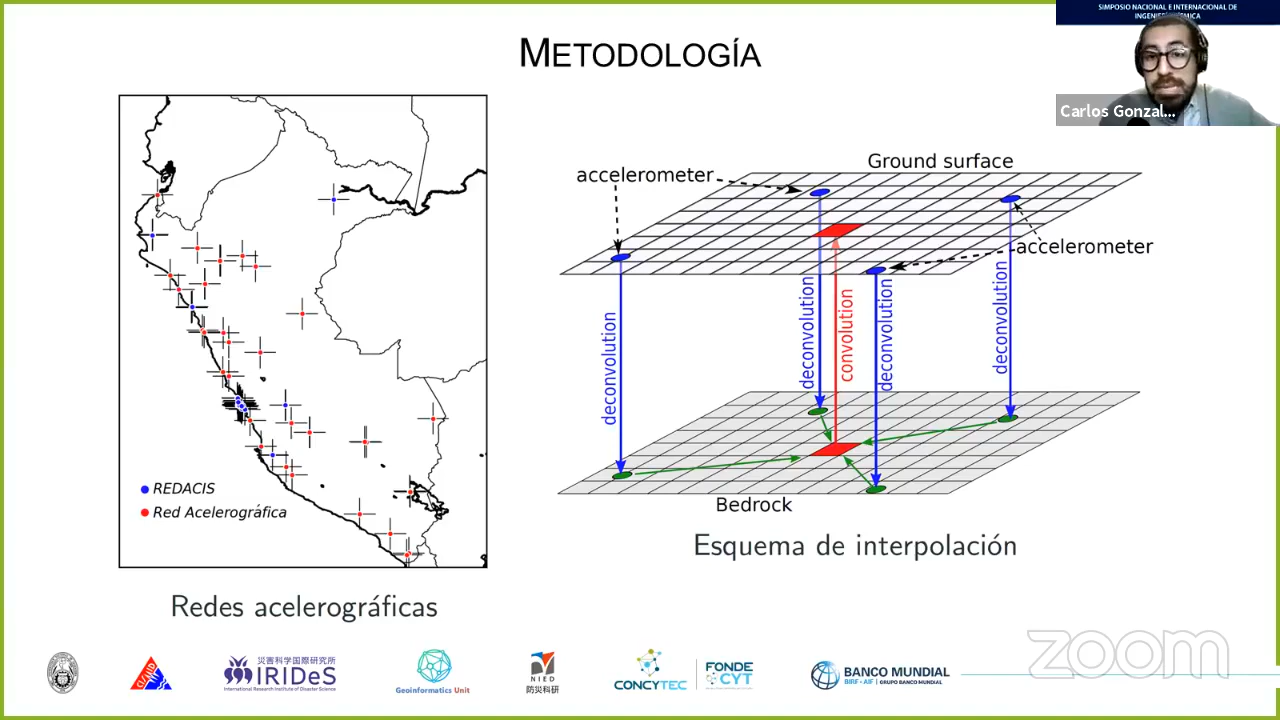 SIMPOSIO NACIONAL E INTERNACIONAL DE
Carlos Gonzal...
METODOLOGÍA
REDACIS
Red Acelerográfica
Redes acelerográficas
Ground surface
accelerometer
accelerometer
deconvolution
deconvolution
convolution
deconvolution
deconvolution
Bedrock
Esquema de interpolación
CISMID
災害科学国際研究所
IRIDeS
International Research Institute of Disaster Science
Geoinformatics Unit
NIED
防災科研
CONCYTEC
FONDECYT
BANCO MUNDIAL
BIRF - AIF | GRUPO BANCO MUNDIAL
zoom